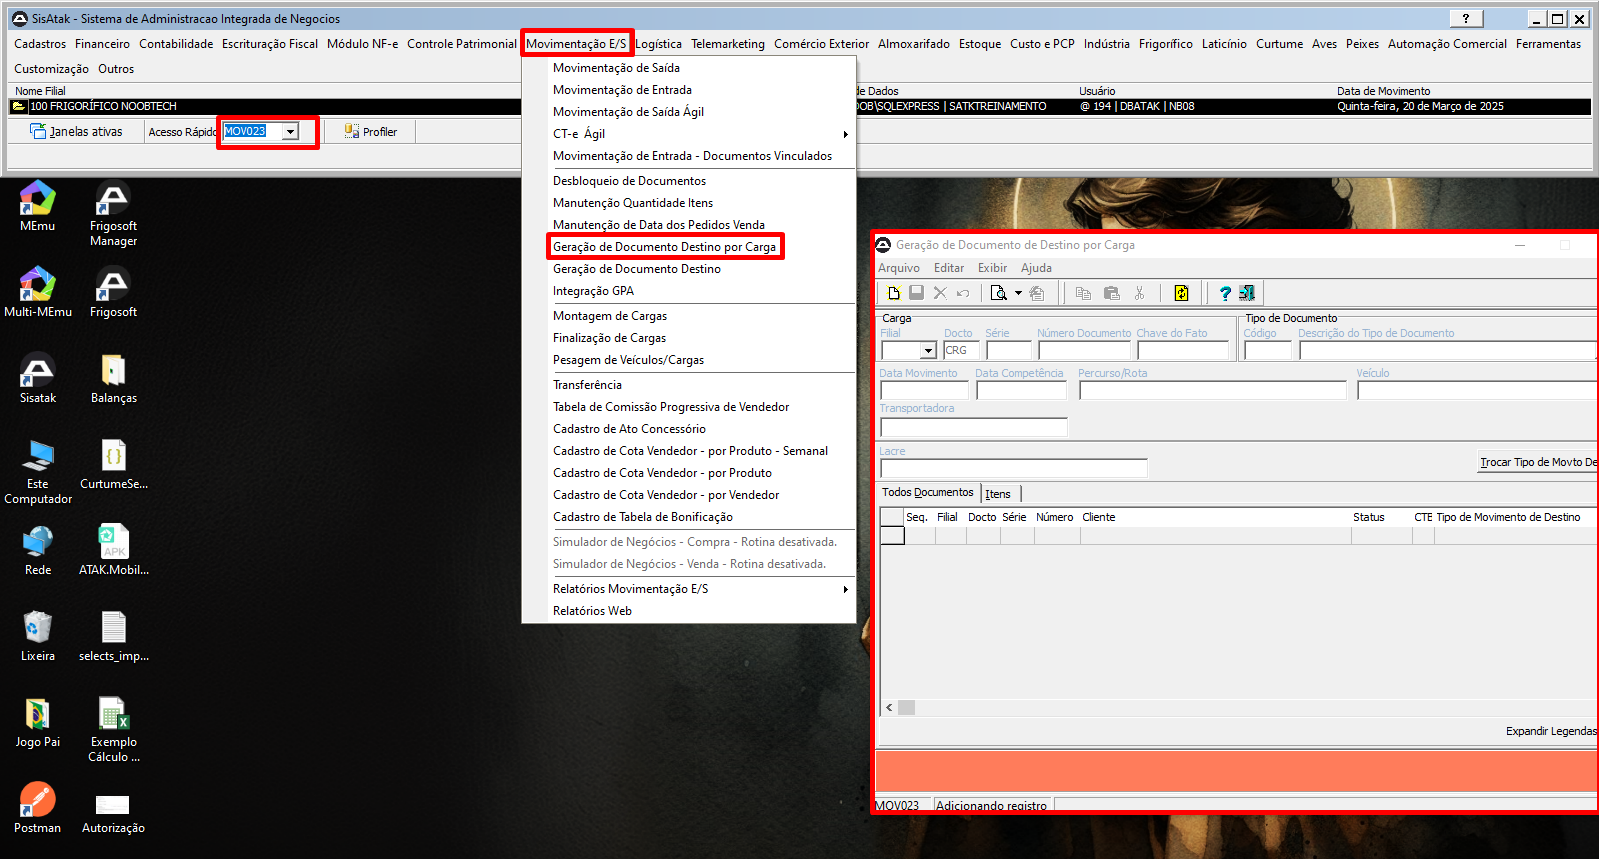 SisAtak - Sistema de Administracao Integrada de Negocios
Cadastros Financeiro Contabilidade Escrituração Fiscal Módulo NF-e Controle Patrimonial Movimentação E/S Logística Telemarketing Comércio Exterior Almoxarifado Estoque Custo e PCP Indústria Frigorífico Laticínio Curtume Aves Peixes Automação Comercial Ferramentas
Customização Outros
Nome Filial
de Dados
Usuário
Data de Movimento
100 FRIGORÍFICO NOOBTECH
OB\SQLEXPRESS | SATKTREINAMENTO
@ 194 | DBATAK | NB08
Quinta-feira, 20 de Março de 2025
Janelas ativas
Acesso Rápido
MOV023
Profiler
Movimentação de Saída
Movimentação de Entrada
Movimentação de Saída Ágil
CT-e Ágil
Movimentação de Entrada - Documentos Vinculados
Desbloqueio de Documentos
Manutenção Quantidade Itens
Manutenção de Data dos Pedidos Venda
Geração de Documento Destino por Carga
Geração de Documento Destino
Integração GPA
Montagem de Cargas
Finalização de Cargas
Pesagem de Veículos/Cargas
Transferência
Tabela de Comissão Progressiva de Vendedor
Cadastro de Ato Concessório
Cadastro de Cota Vendedor - por Produto - Semanal
Cadastro de Cota Vendedor - por Produto
Cadastro de Cota Vendedor - por Vendedor
Cadastro de Tabela de Bonificação
Simulador de Negócios - Compra - Rotina desativada.
Simulador de Negócios - Venda - Rotina desativada.
Relatórios Movimentação E/S
Relatórios Web
MEmu
Frigosoft
Manager
Multi-MEmu
Frigosoft
Sisatak
Balanças
Este
Computador
CurtumeSe...
Rede
APK
ATAK.Mobil...
Lixeira
selects_imp...
Jogo Pai
Exemplo
Cálculo ...
Postman
Autorização
Geração de Documento de Destino por Carga
Arquivo Editar Exibir Ajuda
Carga
Tipo de Documento
Filial Docto Série Número Documento Chave do Fato
Código Descrição do Tipo de Documento
CRG
Data Movimento Data Competência Percurso/Rota Veículo
Transportadora
Lacre
Trocar Tipo de Movto De
Todos Documentos Itens
Seq. Filial Docto Série Número Cliente Status CTE Tipo de Movimento de Destino
Expandir Legendas
MOV023 Adicionando registro